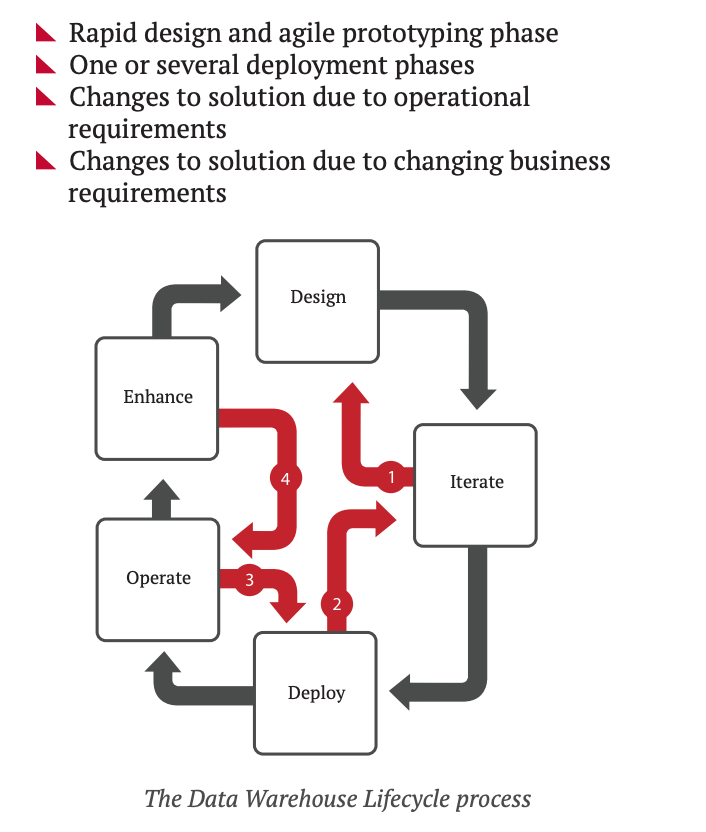 Rapid design and agile prototyping phase
One or several deployment phases
Changes to solution due to operational
requirements
Changes to solution due to changing business
requirements
Design
Enhance
4
1
Iterate
Operate
3
2
Deploy
The Data Warehouse Lifecycle process